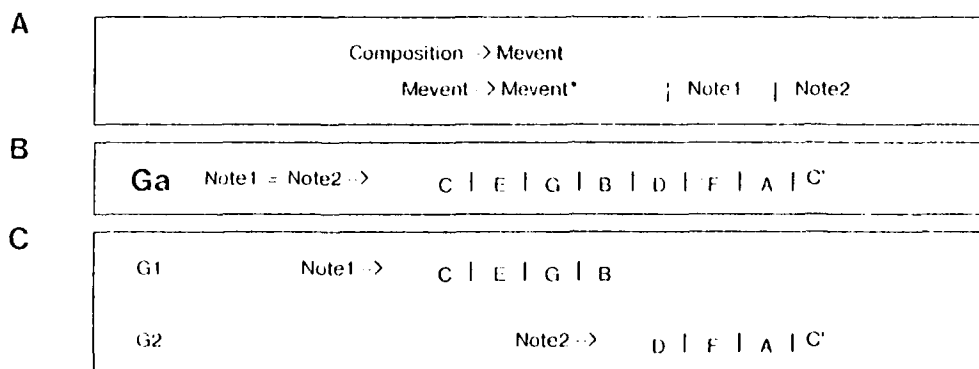 A
Composition -> Mevent
Mevent -> Mevent* | Note1 | Note2
B
Ga Note1 = Note2 -> C | E | G | B | D | F | A | C'
C
G1 Note1 -> C | E | G | B
G2 Note2 -> D | F | A | C'